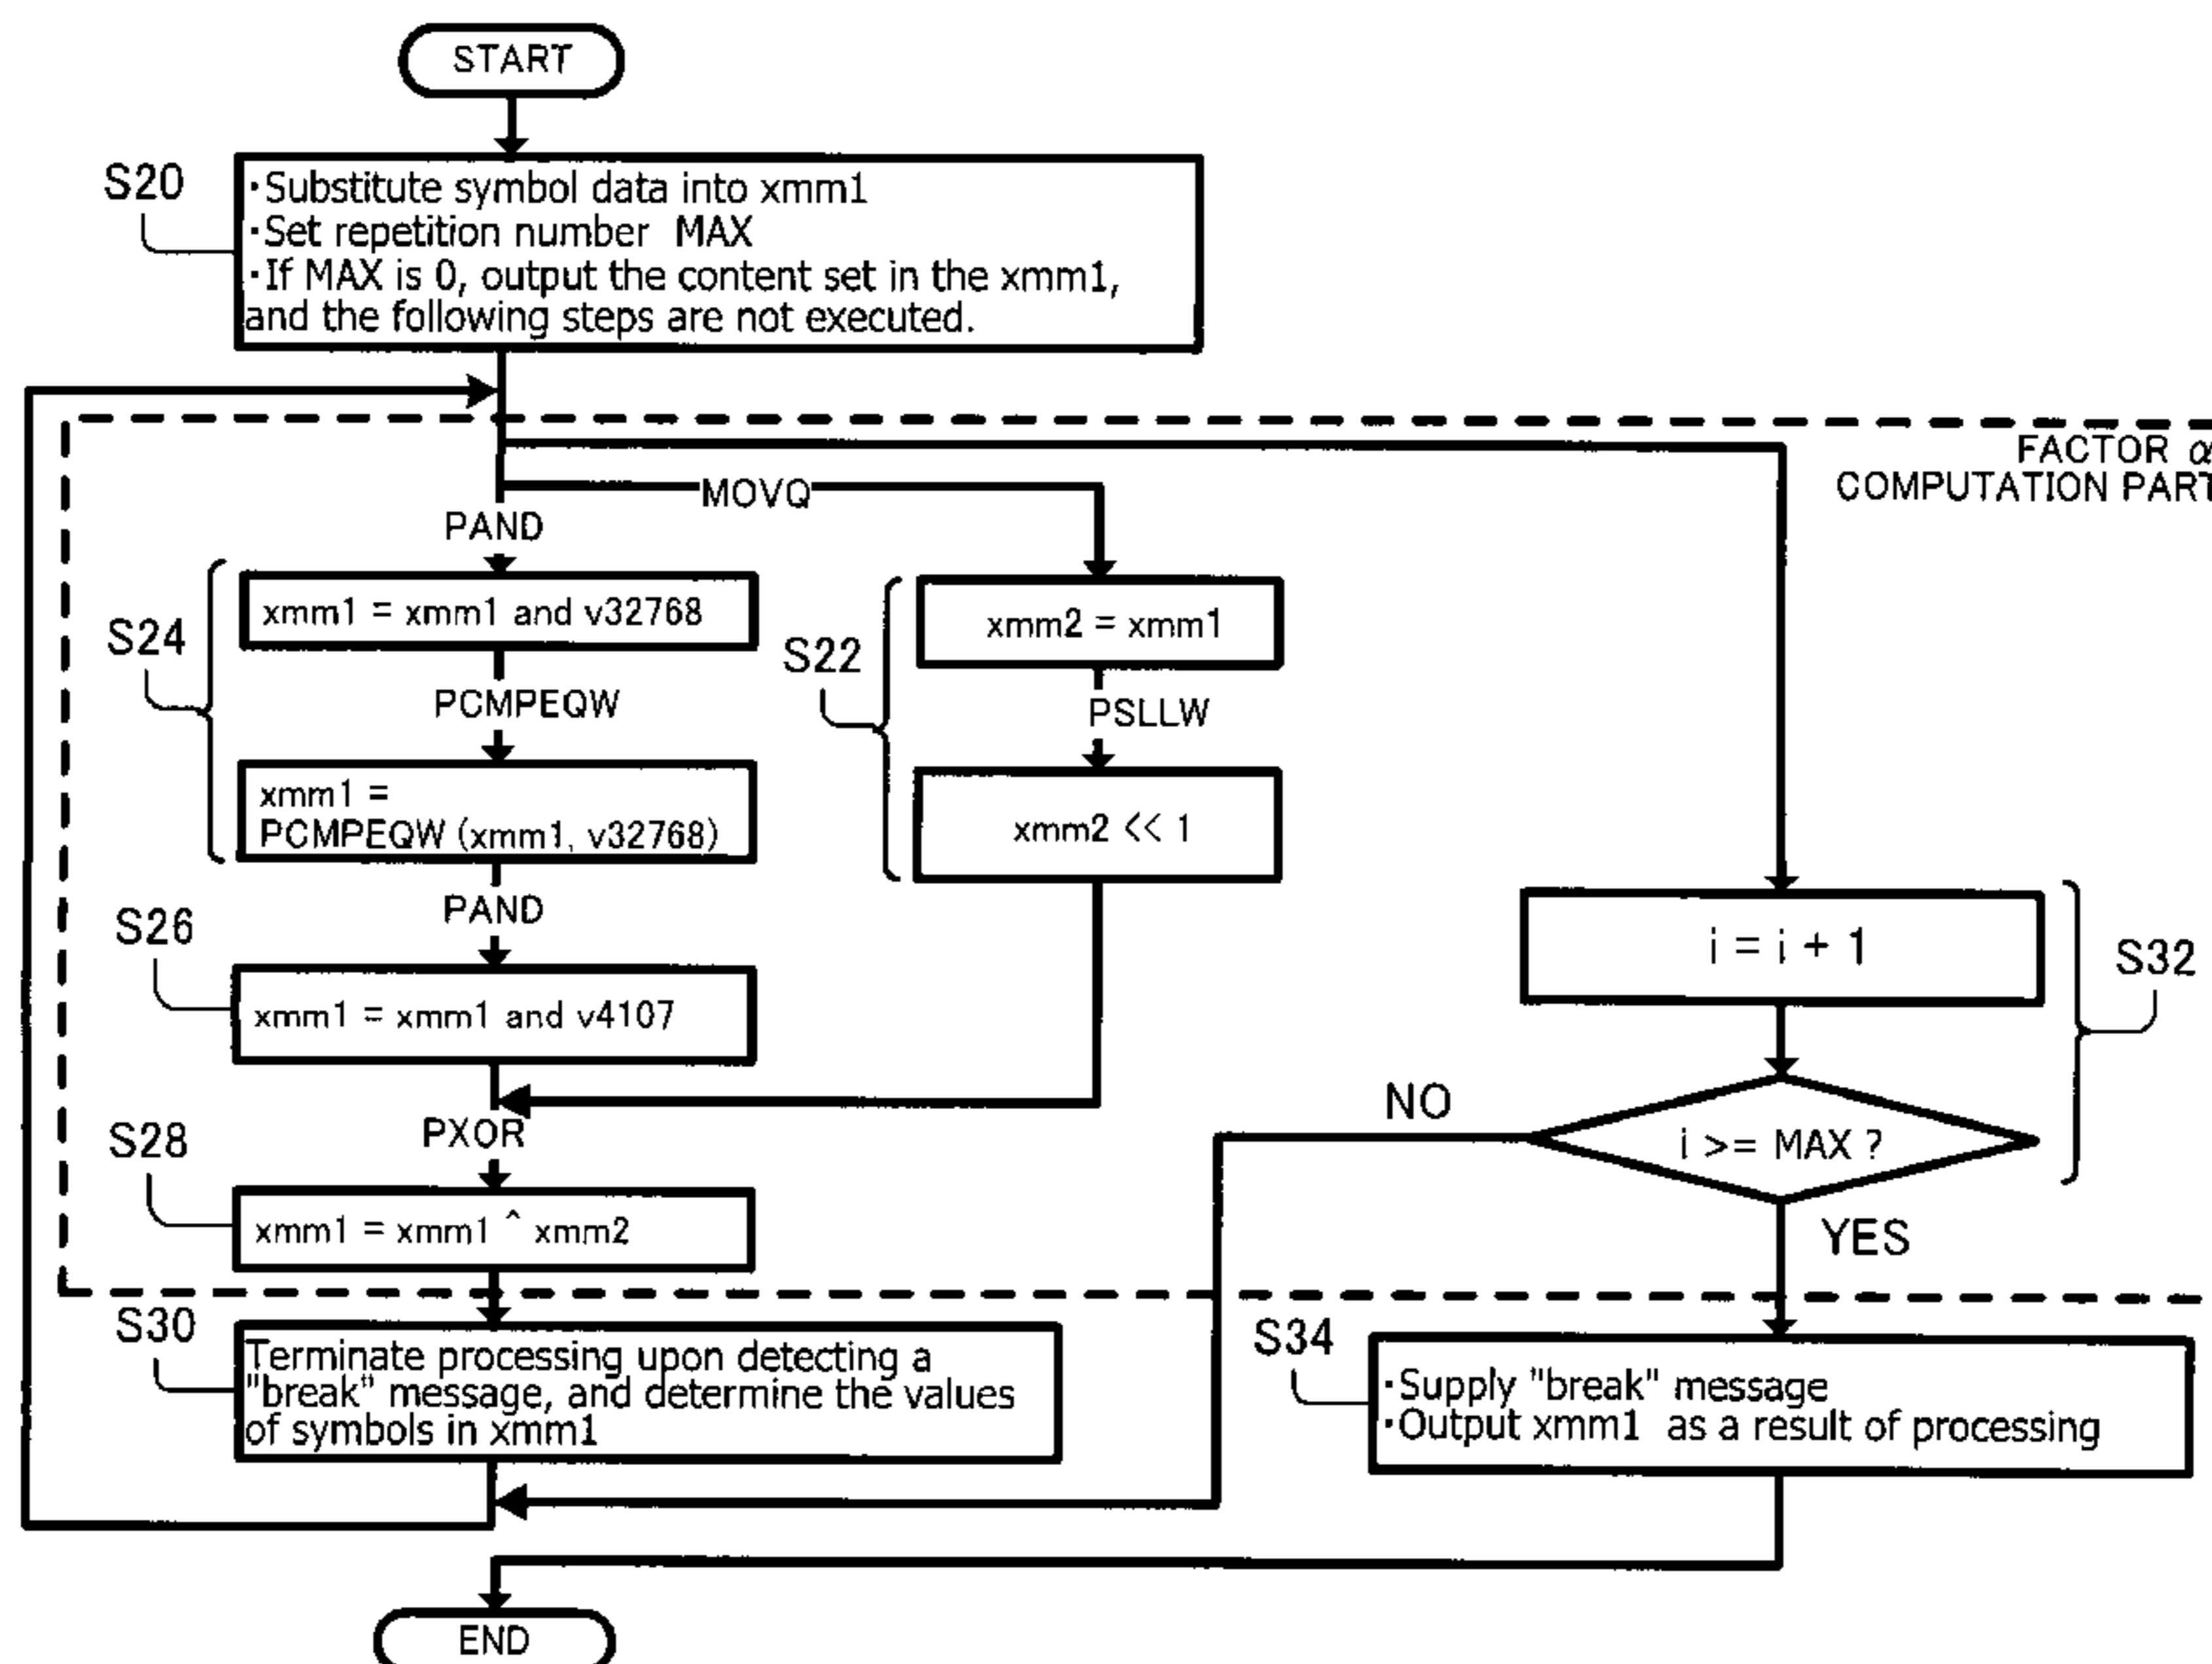 START
S20
·Substitute symbol data into xmm1
·Set repetition number MAX
·If MAX is 0, output the content set in the xmm1,
and the following steps are not executed.
FACTOR α
COMPUTATION PART
MOVQ
PAND
S24
xmm1 = xmm1 and v32768
PCMPEQW
xmm1 =
PCMPEQW (xmm1, v32768)
S22
xmm2 = xmm1
PSLLW
xmm2 << 1
PAND
S26
xmm1 = xmm1 and v4107
i = i + 1
S32
NO
i >= MAX ?
YES
PXOR
S28
xmm1 = xmm1 ^ xmm2
S30
Terminate processing upon detecting a
"break" message, and determine the values
of symbols in xmm1
S34
·Supply "break" message
·Output xmm1 as a result of processing
END